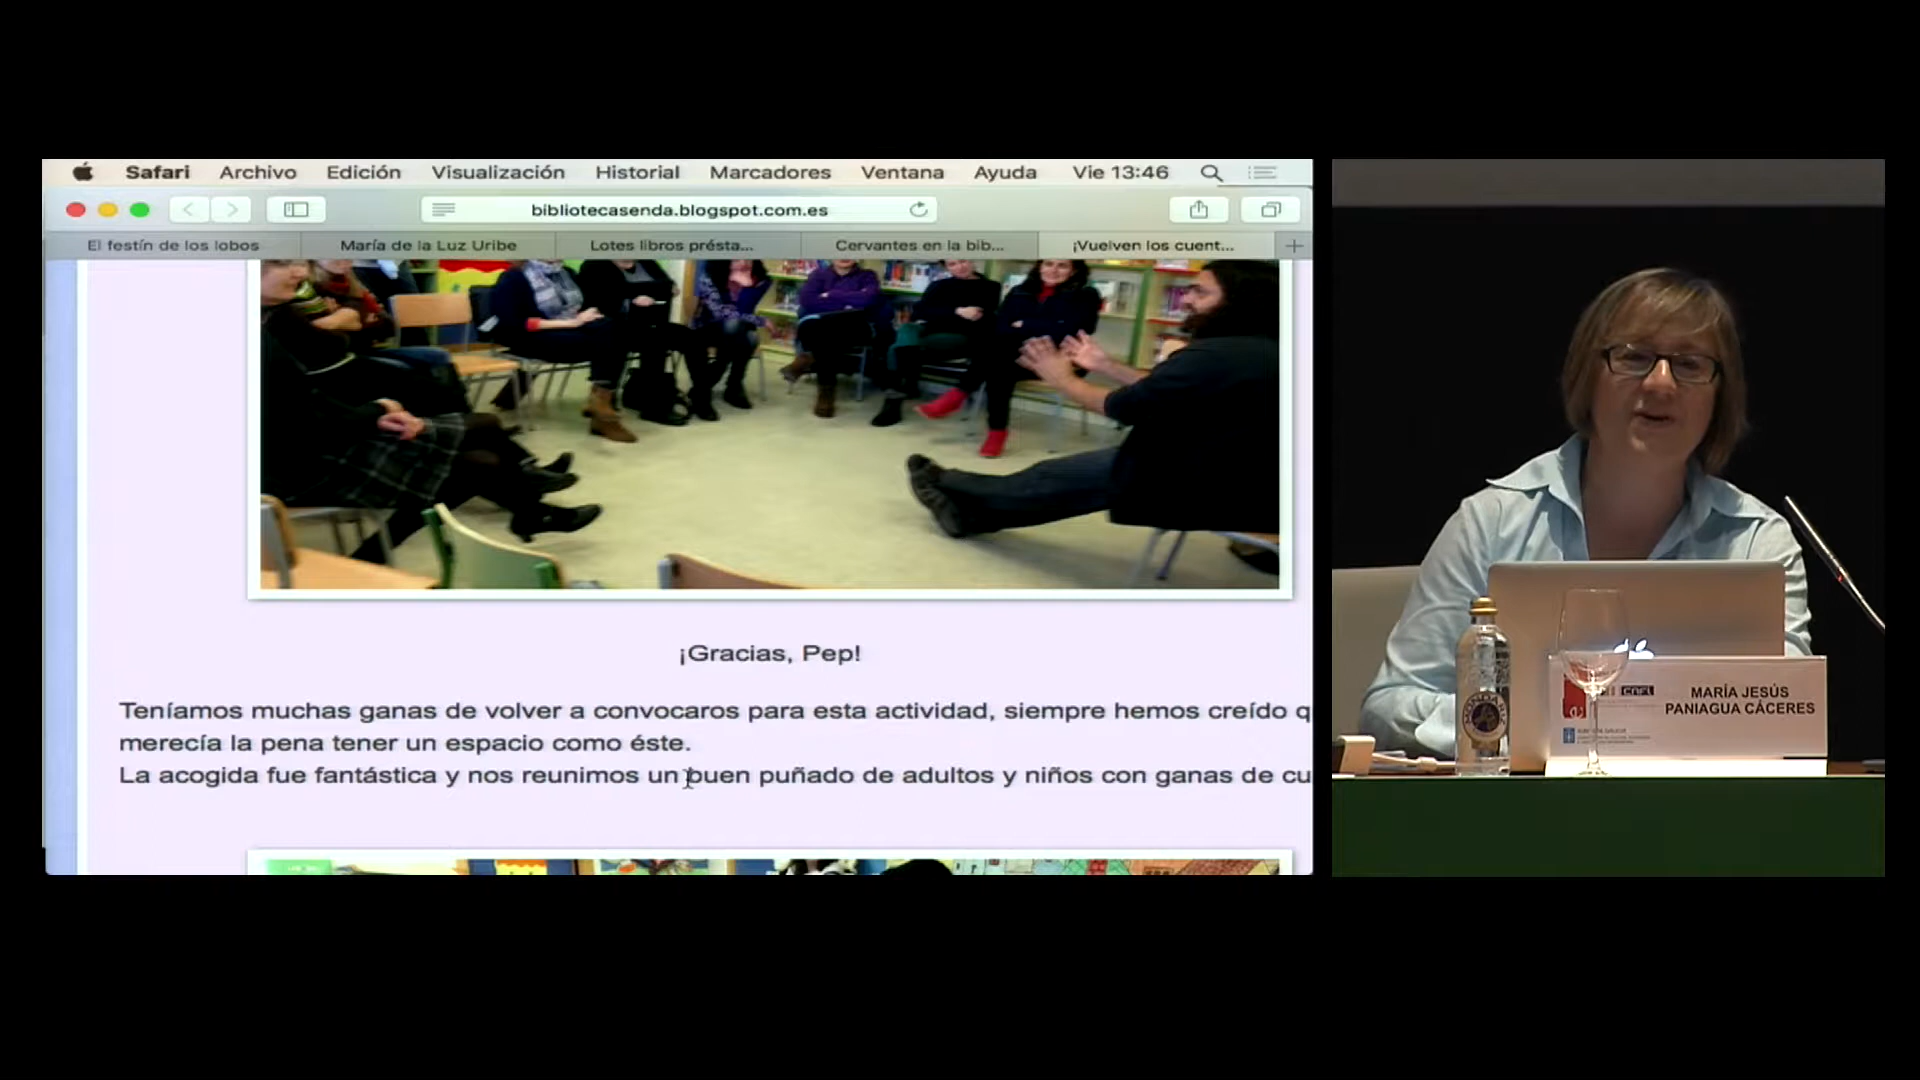 Safari Archivo Edición Visualización Historial Marcadores Ventana Ayuda Vie 13:46
bibliotecasenda.blogspot.com.es
El festín de los lobos María de la Luz Uribe Lotes libros présta... Cervantes en la bib... ¡Vuelven los cuent...
¡Gracias, Pep!
Teníamos muchas ganas de volver a convocaros para esta actividad, siempre hemos creído q
merecía la pena tener un espacio como éste.
La acogida fue fantástica y nos reunimos un buen puñado de adultos y niños con ganas de cu
MARÍA JESÚS
PANIAGUA CÁCERES